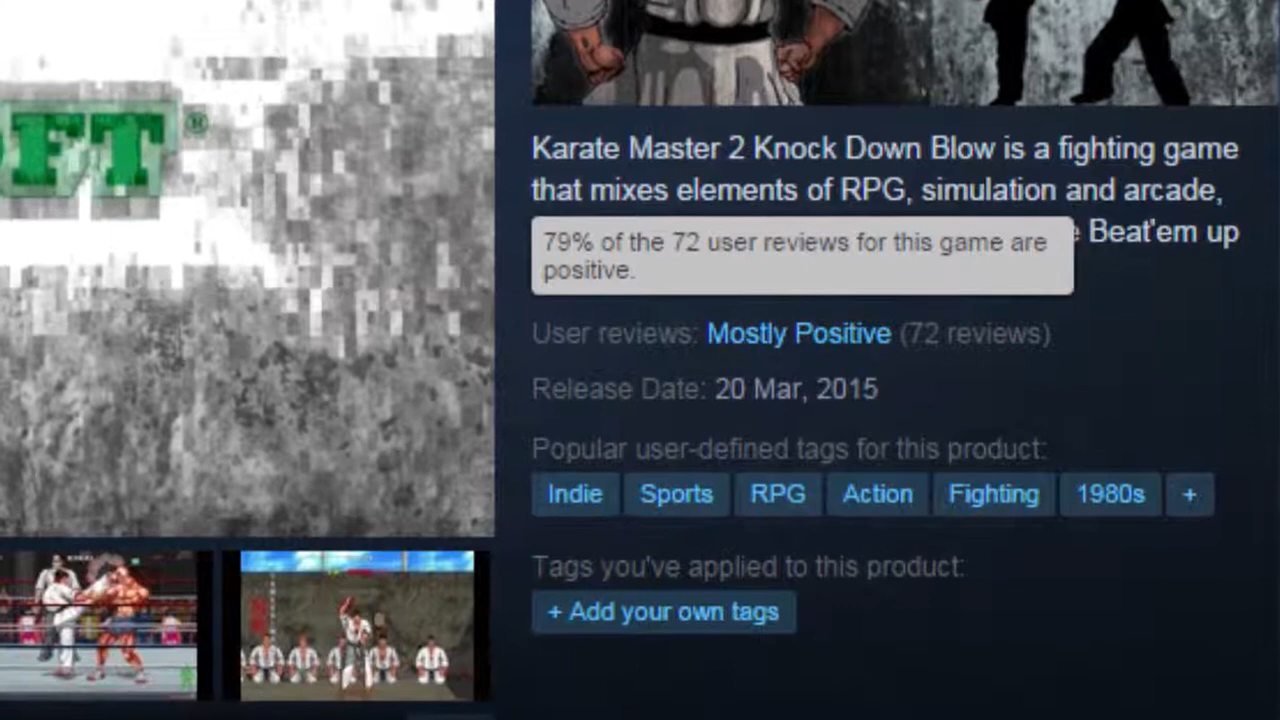 OFT®
Karate Master 2 Knock Down Blow is a fighting game
that mixes elements of RPG, simulation and arcade,
Beat'em up
79% of the 72 user reviews for this game are
positive.
User reviews: Mostly Positive (72 reviews)
Release Date: 20 Mar, 2015
Popular user-defined tags for this product:
Indie Sports RPG Action Fighting 1980s +
Tags you've applied to this product:
+ Add your own tags